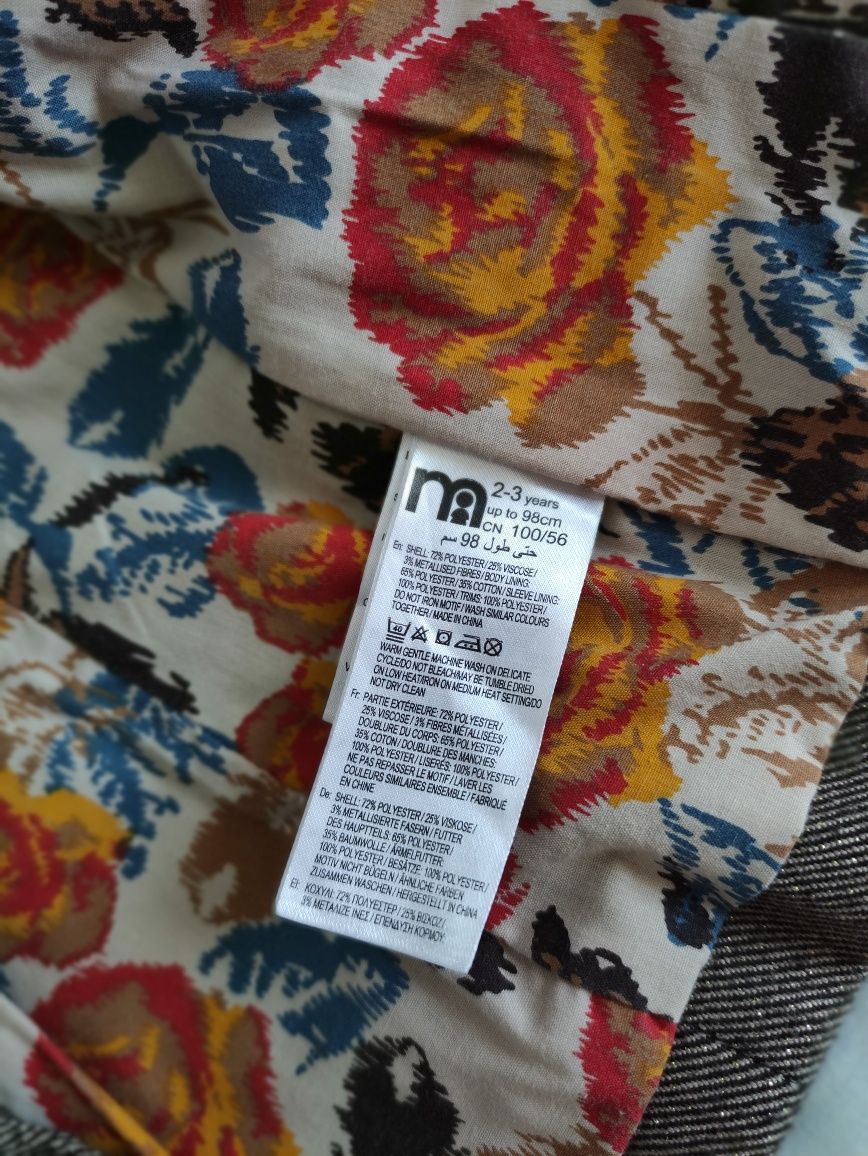 m
2-3 years
up to 98cm
CN 100/56
حتى طول 98 سم
En: SHELL: 72% POLYESTER / 25% VISCOSE /
3% METALLISED FIBRES / BODY LINING:
65% POLYESTER / 35% COTTON / SLEEVE LINING:
100% POLYESTER / TRIMS: 100% POLYESTER /
DO NOT IRON MOTIF / WASH SIMILAR COLOURS
TOGETHER / MADE IN CHINA
40
WARM GENTLE MACHINE WASH ON DELICATE
CYCLE/DO NOT BLEACH/MAY BE TUMBLE DRIED
ON LOW HEAT/IRON ON MEDIUM HEAT SETTING/DO
NOT DRY CLEAN
Fr: PARTIE EXTÉRIEURE: 72% POLYESTER /
25% VISCOSE / 3% FIBRES MÉTALLISÉES /
DOUBLURE DU CORPS: 65% POLYESTER /
35% COTON / DOUBLURE DES MANCHES:
100% POLYESTER / LISERÉS: 100% POLYESTER /
NE PAS REPASSER LE MOTIF / LAVER LES
COULEURS SIMILAIRES ENSEMBLE / FABRIQUÉ
EN CHINE
De: SHELL: 72% POLYESTER / 25% VISKOSE /
3% METALLISIERTE FASERN / FUTTER
DES HAUPTTEILS: 65% POLYESTER /
35% BAUMWOLLE / ÄRMELFUTTER:
100% POLYESTER / BESÄTZE: 100% POLYESTER /
MOTIV NICHT BÜGELN / ÄHNLICHE FARBEN
ZUSAMMEN WASCHEN / HERGESTELLT IN CHINA
El: ΚΟΧΥΛΙ: 72% ΠΟΛΥΕΣΤΕΡ / 25% ΒΙΣΚΟΖ /
3% ΜΕΤΑΛΙΖΕ ΙΝΕΣ / ΕΠΕΝΔΥΣΗ ΚΟΡΜΟΥ